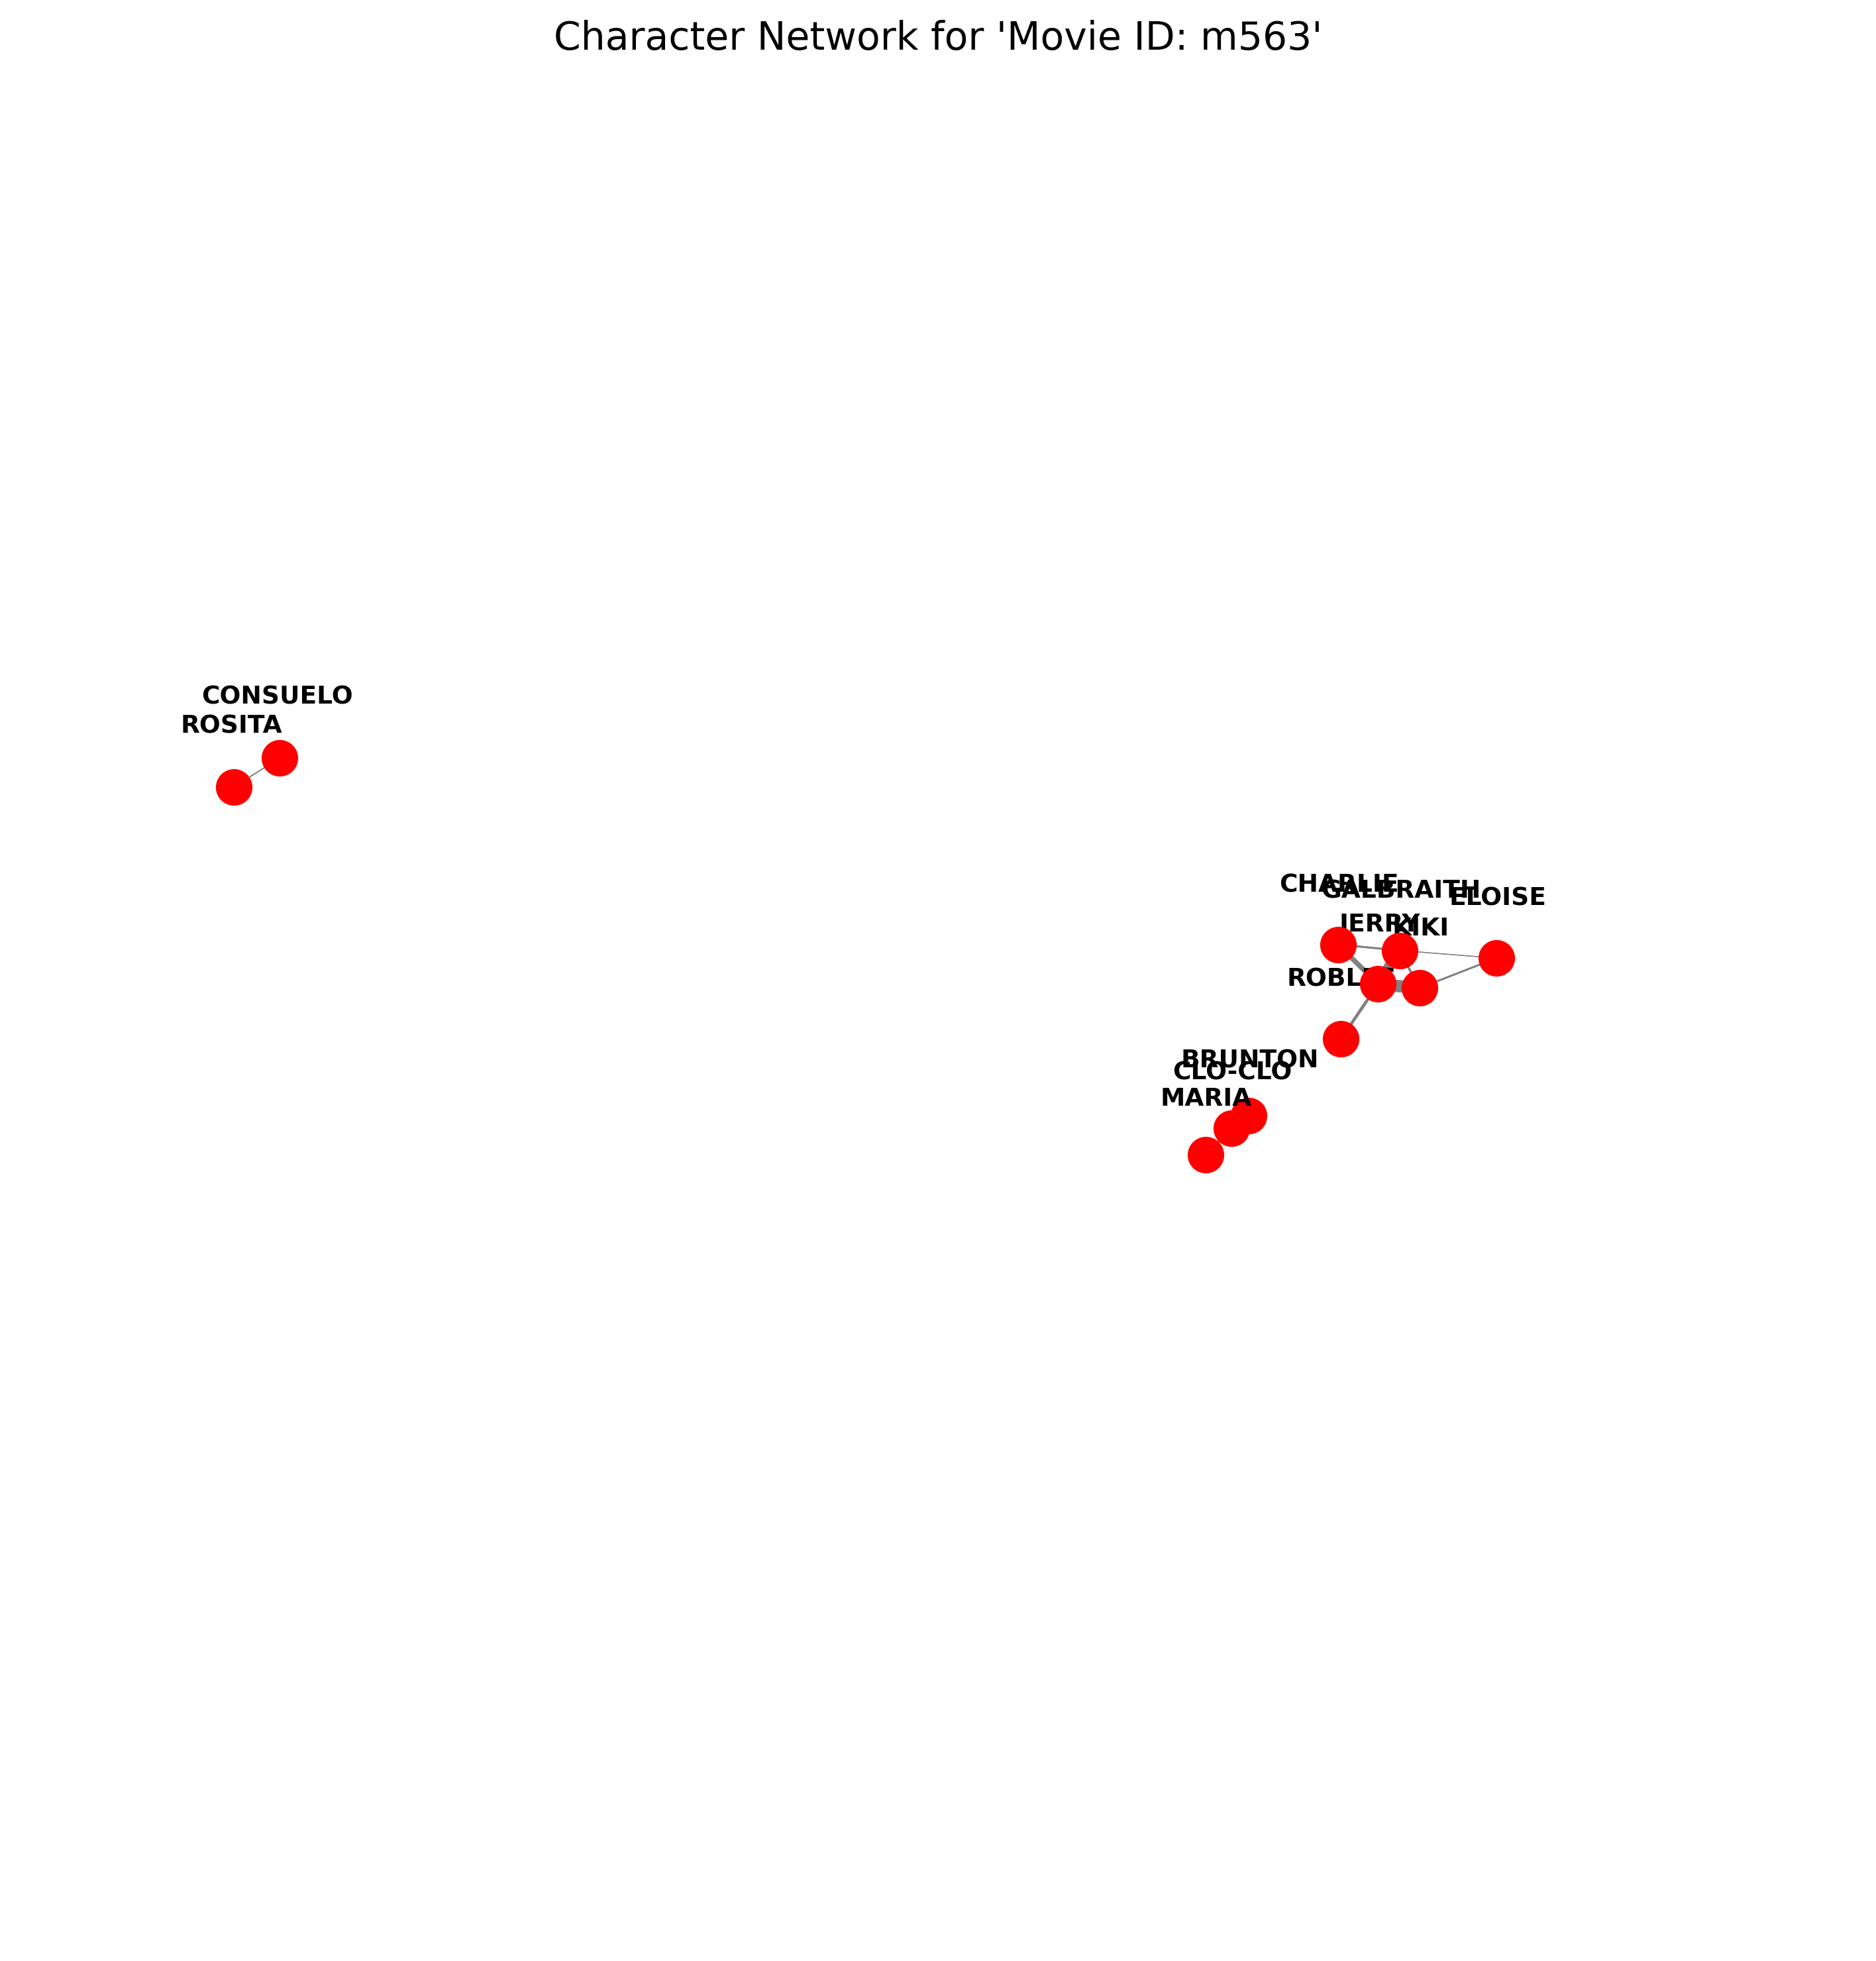 Character Network for 'Movie ID: m563'
CONSUELO
ROSITA
CHARLIE
GALBRAITH
ELOISE
JERRY
KIKI
BRUNTON
CLO-CLO
MARIA